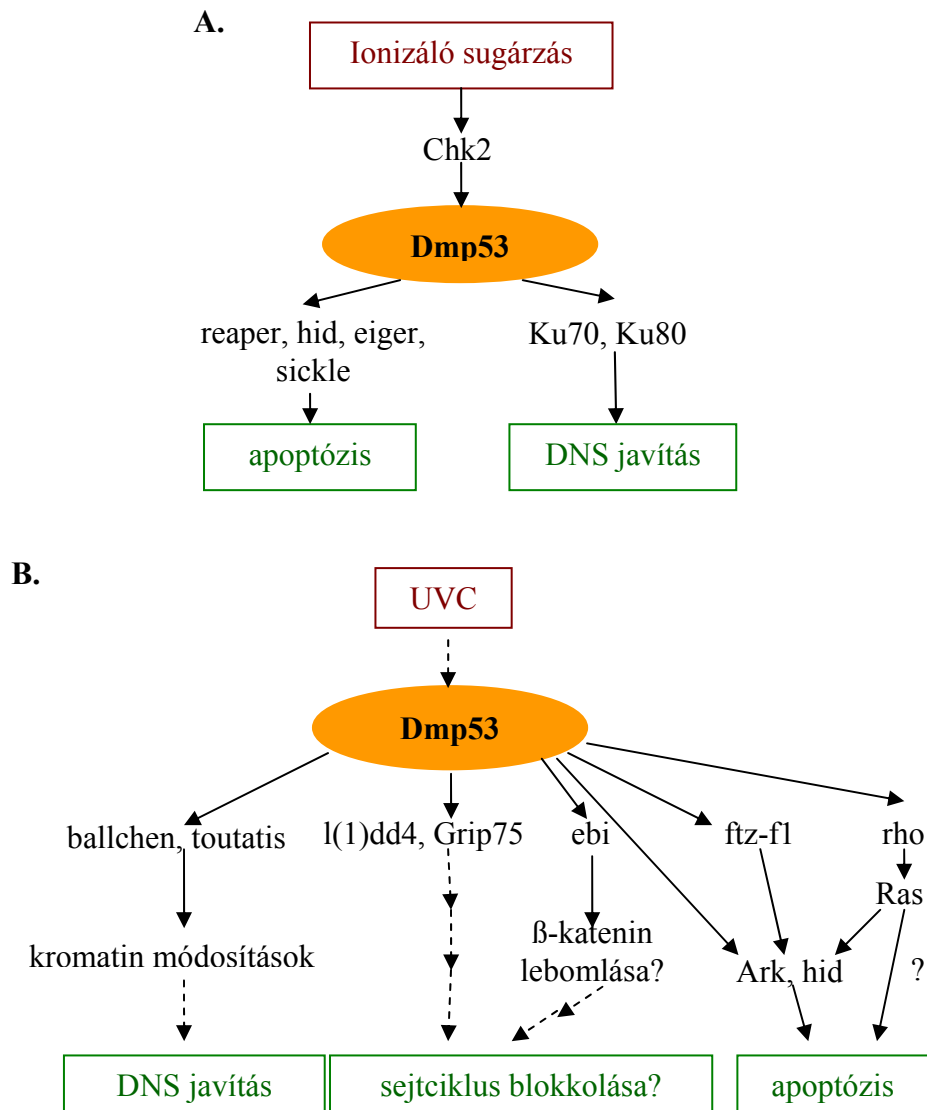 A.
Ionizáló sugárzás
Chk2
Dmp53
reaper, hid, eiger,
sickle
Ku70, Ku80
apoptózis
DNS javítás
B.
UVC
Dmp53
ballchen, toutatis
l(1)dd4, Grip75
ebi
ftz-f1
rho
Ras
kromatin módosítások
ß-katenin
lebomlása?
Ark, hid
?
DNS javítás
sejtciklus blokkolása?
apoptózis